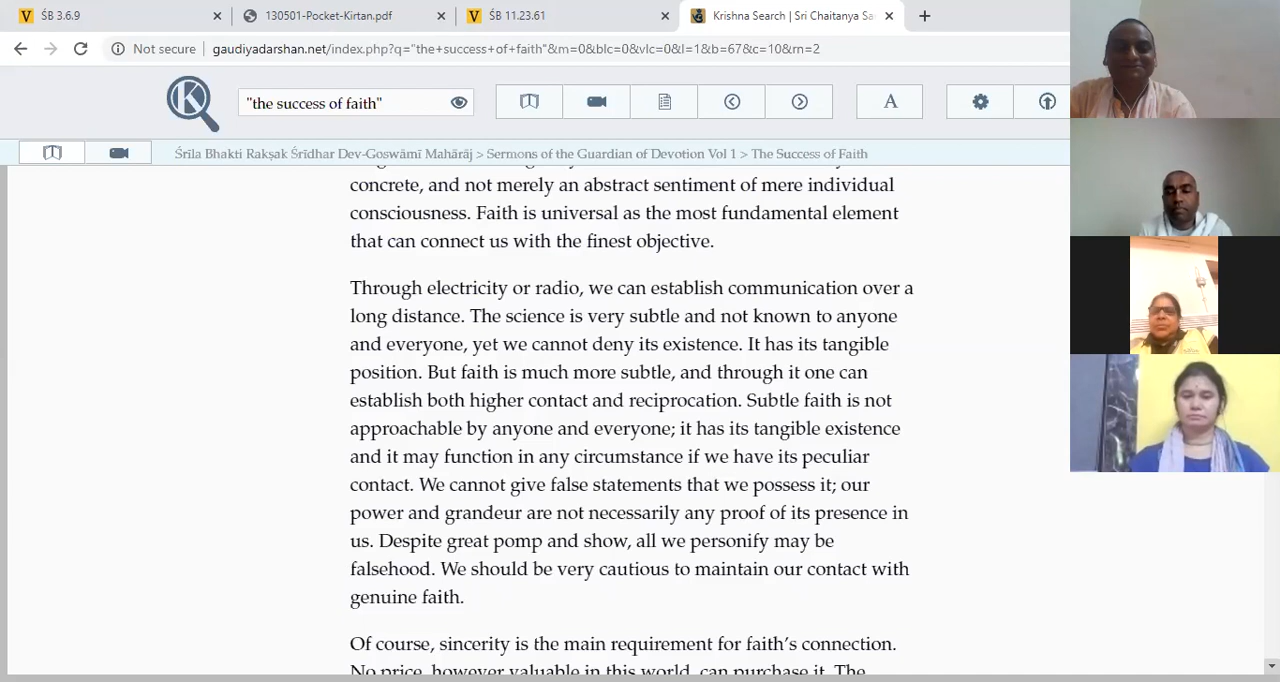 ŚB 3.6.9
130501-Pocket-Kirtan.pdf
ŚB 11.23.61
Krishna Search | Sri Chaitanya Sa
Not secure | gaudiyadarshan.net/index.php?q="the+success+of+faith"&m=0&blc=0&vlc=0&l=1&b=67&c=10&rn=2
"the success of faith"
A
Śrīla Bhakti Rakṣak Śrīdhar Dev-Goswāmī Mahārāj > Sermons of the Guardian of Devotion Vol 1 > The Success of Faith
concrete, and not merely an abstract sentiment of mere individual
consciousness. Faith is universal as the most fundamental element
that can connect us with the finest objective.
Through electricity or radio, we can establish communication over a
long distance. The science is very subtle and not known to anyone
and everyone, yet we cannot deny its existence. It has its tangible
position. But faith is much more subtle, and through it one can
establish both higher contact and reciprocation. Subtle faith is not
approachable by anyone and everyone; it has its tangible existence
and it may function in any circumstance if we have its peculiar
contact. We cannot give false statements that we possess it; our
power and grandeur are not necessarily any proof of its presence in
us. Despite great pomp and show, all we personify may be
falsehood. We should be very cautious to maintain our contact with
genuine faith.
Of course, sincerity is the main requirement for faith's connection.
No price, however valuable in this world, can purchase it. The